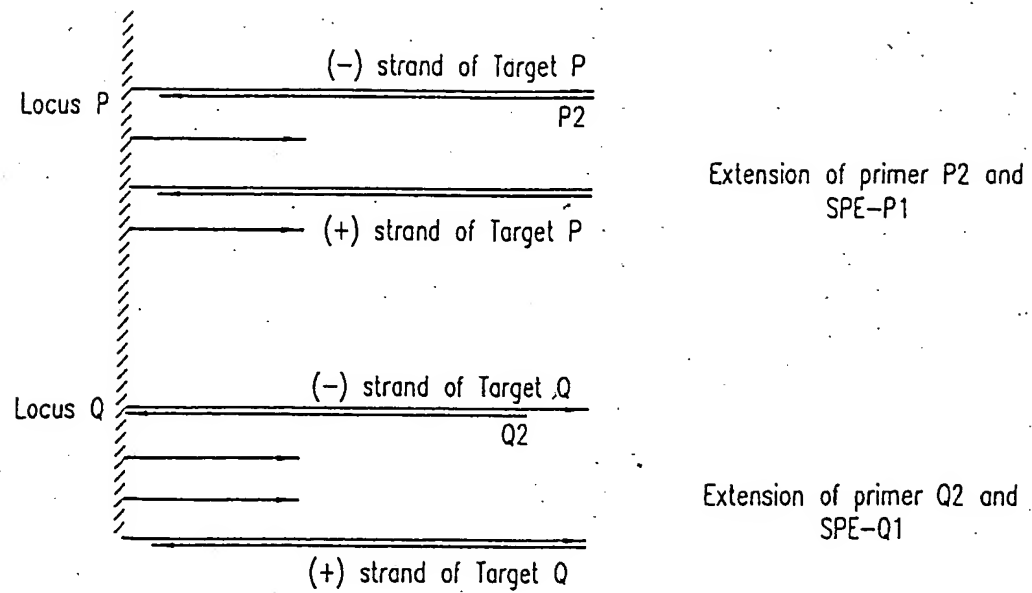 (-) strand of Target P
Locus P
P2
Extension of primer P2 and
SPE-P1
(+) strand of Target P
(-) strand of Target Q
Locus Q
Q2
Extension of primer Q2 and
SPE-Q1
(+) strand of Target Q